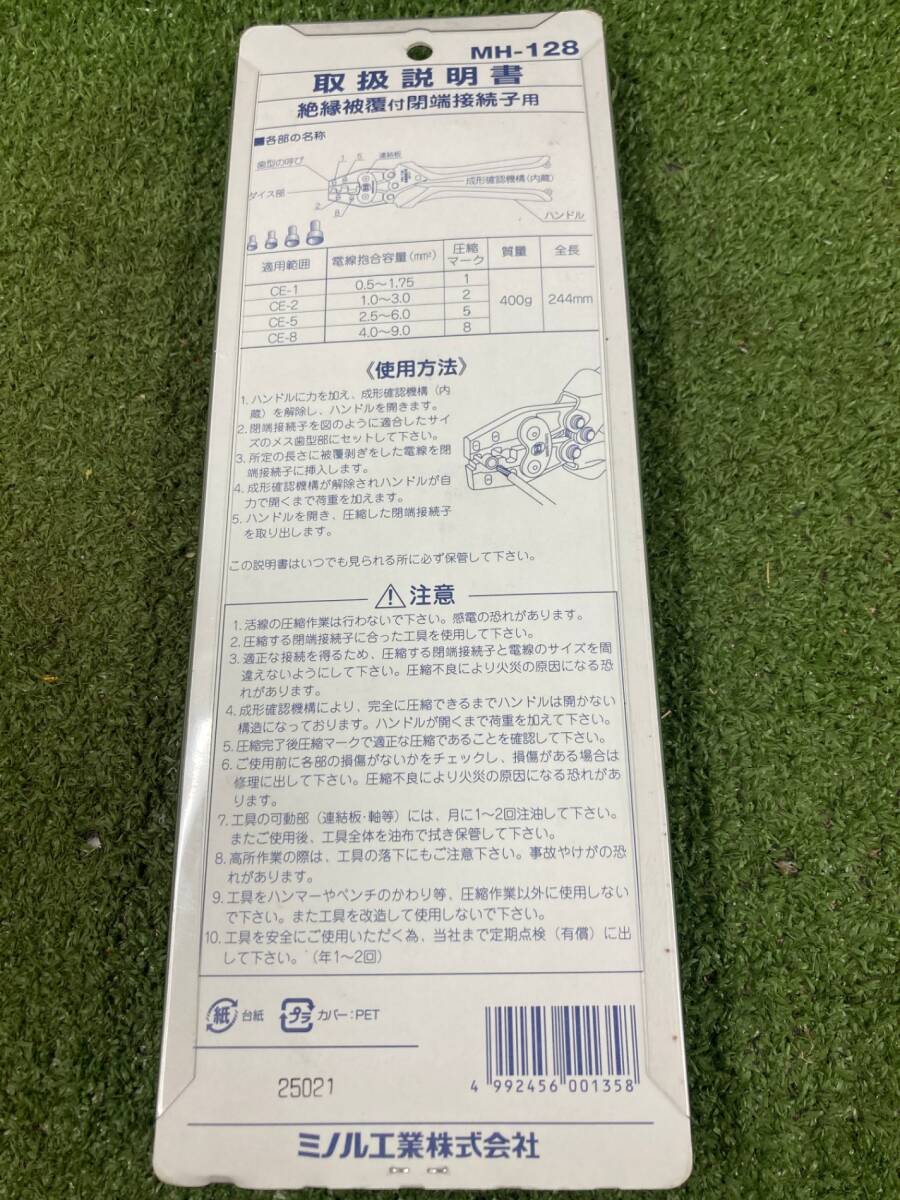 MH-128
取扱説明書
絶縁被覆付閉端接続子用
■各部の名称
歯型の呼び
1
5
連結板
成形確認機構(内蔵)
ダイス部
2
8
ハンドル
適用範囲 電線抱合容量(mm²) 圧縮マーク 質量 全長
CE-1 0.5〜1.75 1
CE-2 1.0〜3.0 2
CE-5 2.5〜6.0 5
CE-8 4.0〜9.0 8
400g 244mm
《使用方法》
1. ハンドルに力を加え、成形確認機構(内
蔵)を解除し、ハンドルを開きます。
2. 閉端接続子を図のように適合したサイ
ズのメス歯型部にセットして下さい。
3. 所定の長さに被覆剥ぎをした電線を閉
端接続子に挿入します。
4. 成形確認機構が解除されハンドルが自
力で開くまで荷重を加えます。
5. ハンドルを開き、圧縮した閉端接続子
を取り出します。
この説明書はいつでも見られる所に必ず保管して下さい。
注意
1. 活線の圧縮作業は行わないで下さい。感電の恐れがあります。
2. 圧縮する閉端接続子に合った工具を使用して下さい。
3. 適正な接続を得るため、圧縮する閉端接続子と電線のサイズを間
違えないようにして下さい。圧縮不良により火災の原因になる恐
れがあります。
4. 成形確認機構により、完全に圧縮できるまでハンドルは開かない
構造になっております。ハンドルが開くまで荷重を加えて下さい。
5. 圧縮完了後圧縮マークで適正な圧縮であることを確認して下さい。
6. ご使用前に各部の損傷がないかをチェックし、損傷がある場合は
修理に出して下さい。圧縮不良により火災の原因になる恐れがあ
ります。
7. 工具の可動部(連結板・軸等)には、月に1〜2回注油して下さい。
またご使用後、工具全体を油布で拭き保管して下さい。
8. 高所作業の際は、工具の落下にもご注意下さい。事故やけがの恐
れがあります。
9. 工具をハンマーやペンチのかわり等、圧縮作業以外に使用しない
で下さい。また工具を改造して使用しないで下さい。
10. 工具を安全にご使用いただく為、当社まで定期点検(有償)に出
して下さい。(年1〜2回)
紙 台紙 プラ カバー:PET
25021
4 992456 001358
ミノル工業株式会社